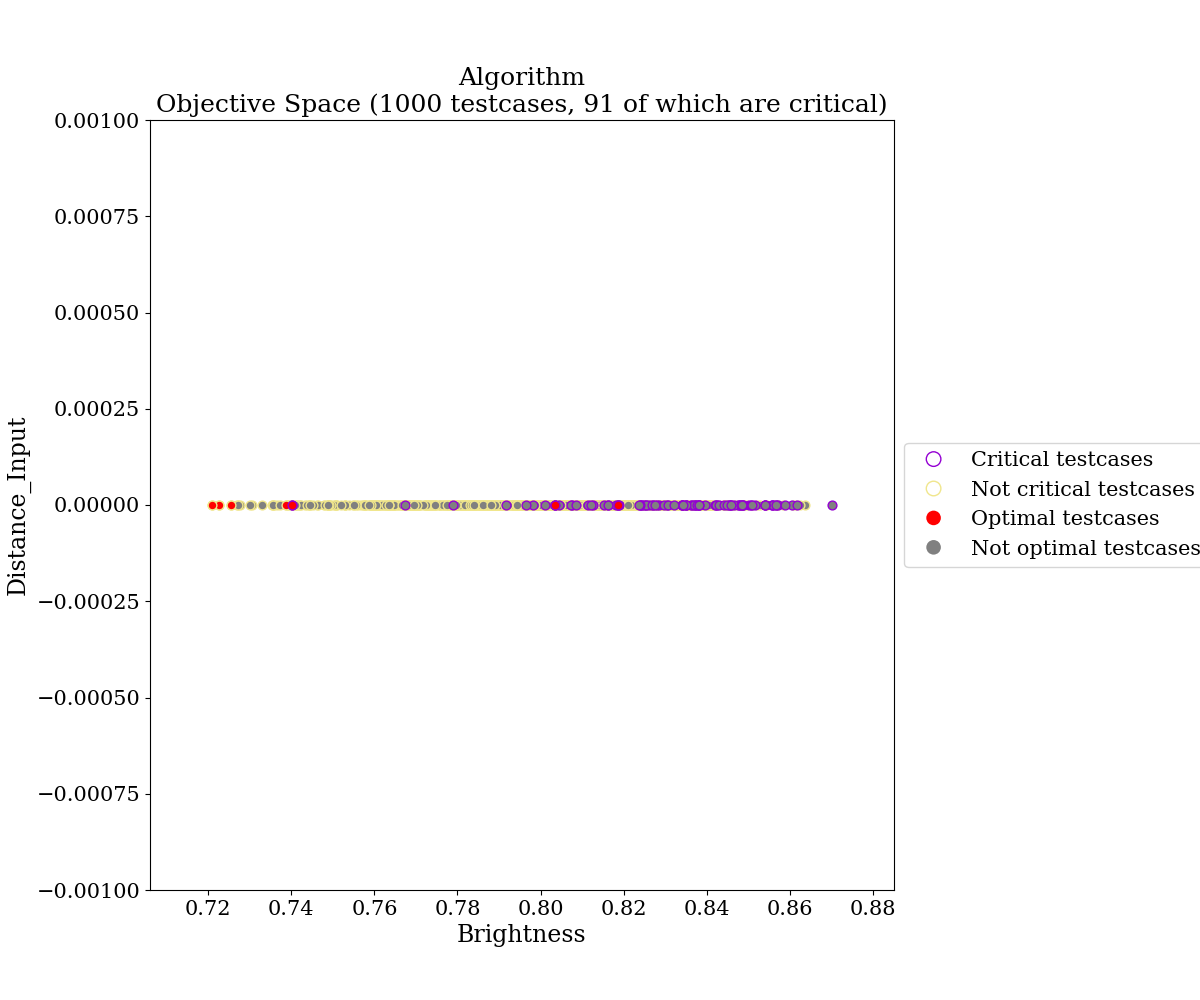 Algorithm
Objective Space (1000 testcases, 91 of which are critical)
0.00100
0.00075
0.00050
0.00025
0.00000
−0.00025
−0.00050
−0.00075
−0.00100
Distance_Input
0.72 0.74 0.76 0.78 0.80 0.82 0.84 0.86 0.88
Brightness
Critical testcases
Not critical testcases
Optimal testcases
Not optimal testcases